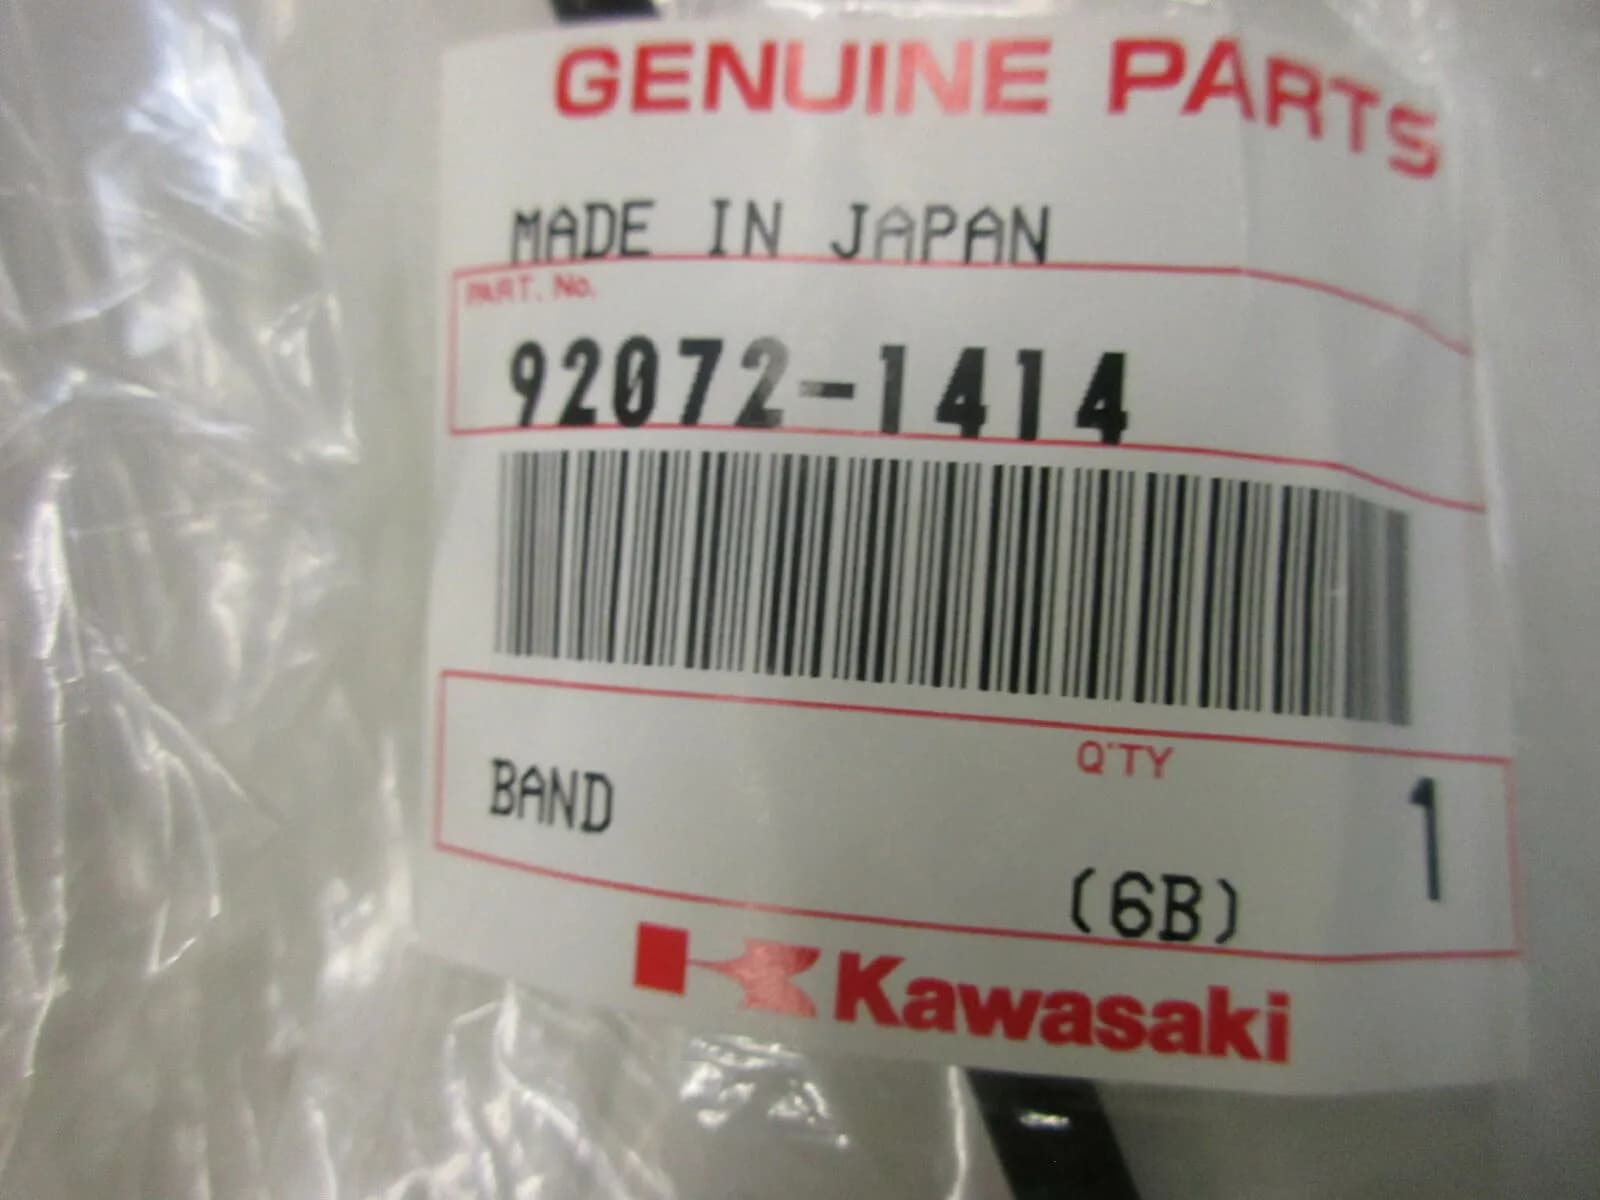 GENUINE PARTS
MADE IN JAPAN
PART. No.
92072-1414
Q'TY
BAND 1
(6B)
Kawasaki